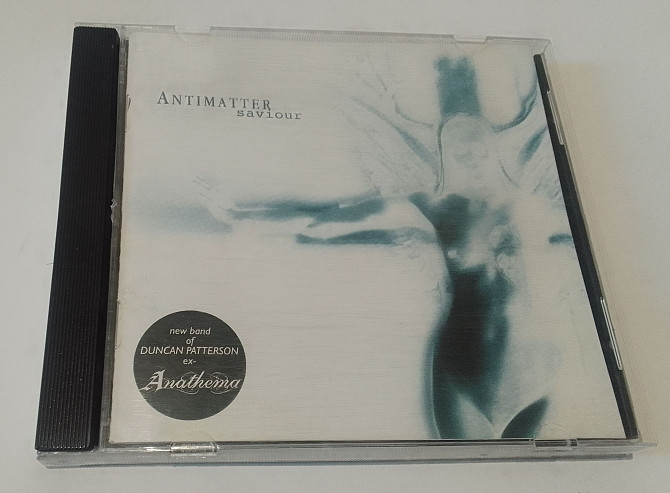 ANTIMATTER
saviour
new band
of
DUNCAN PATTERSON
ex-
Anathema